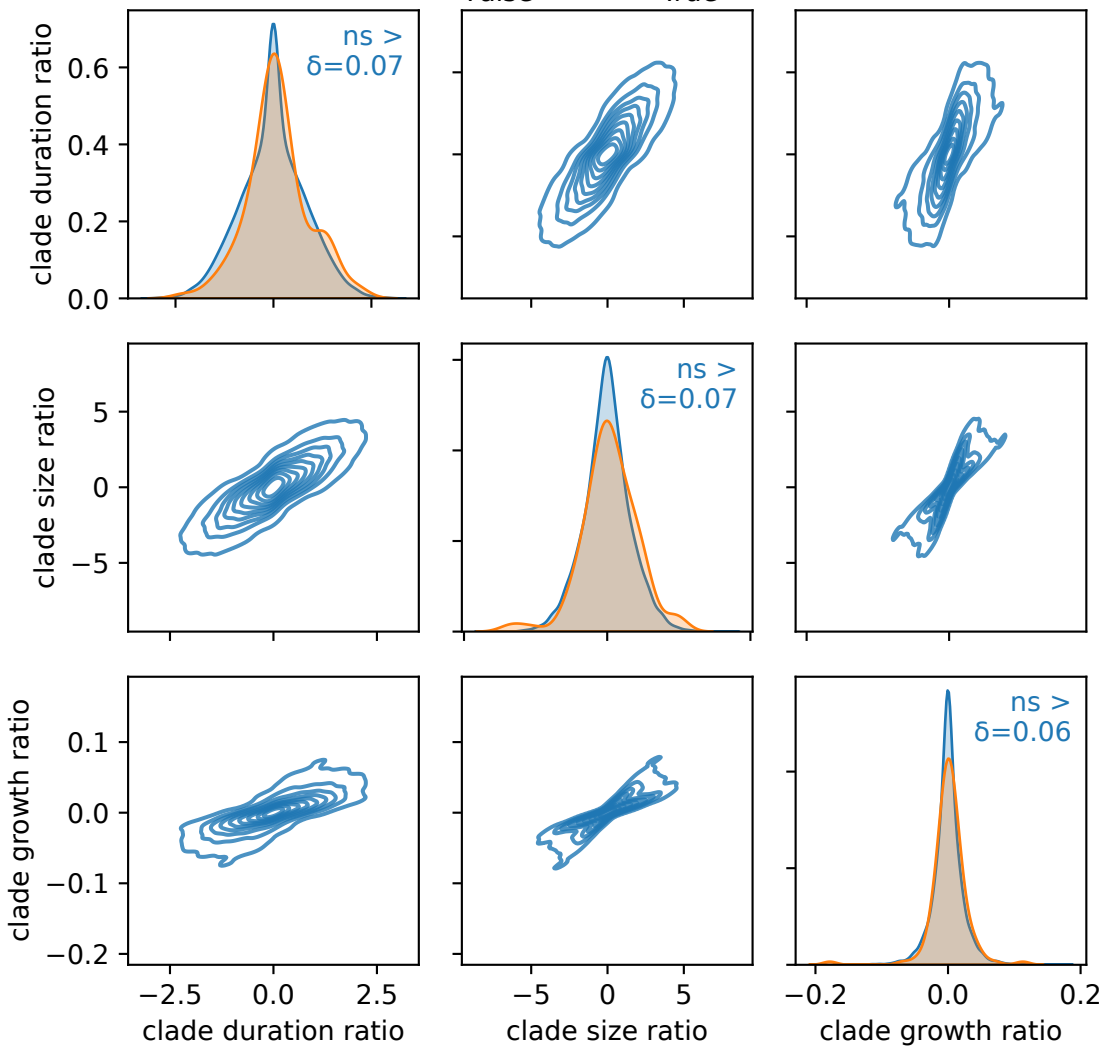 clade duration ratio
0.6
0.4
0.2
0.0
ns >
δ=0.07
clade size ratio
5
0
−5
ns >
δ=0.07
clade growth ratio
0.1
0.0
−0.1
−0.2
ns >
δ=0.06
−2.5 0.0 2.5
−5 0 5
−0.2 0.0 0.2
clade duration ratio
clade size ratio
clade growth ratio